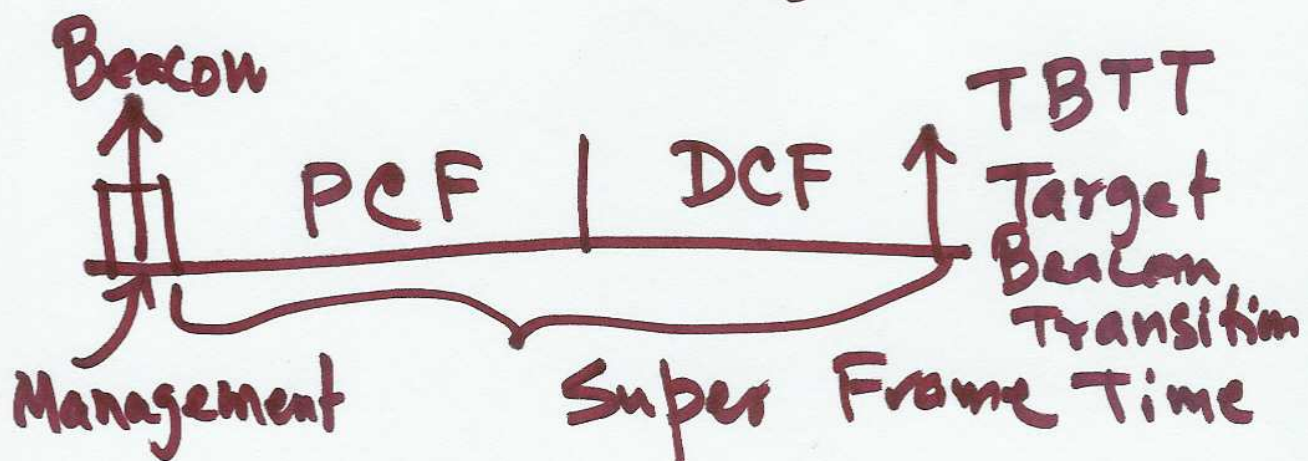 Beacon
PCF | DCF
TBTT
Target
Beacon
Transition
Time
Management
Super Frame